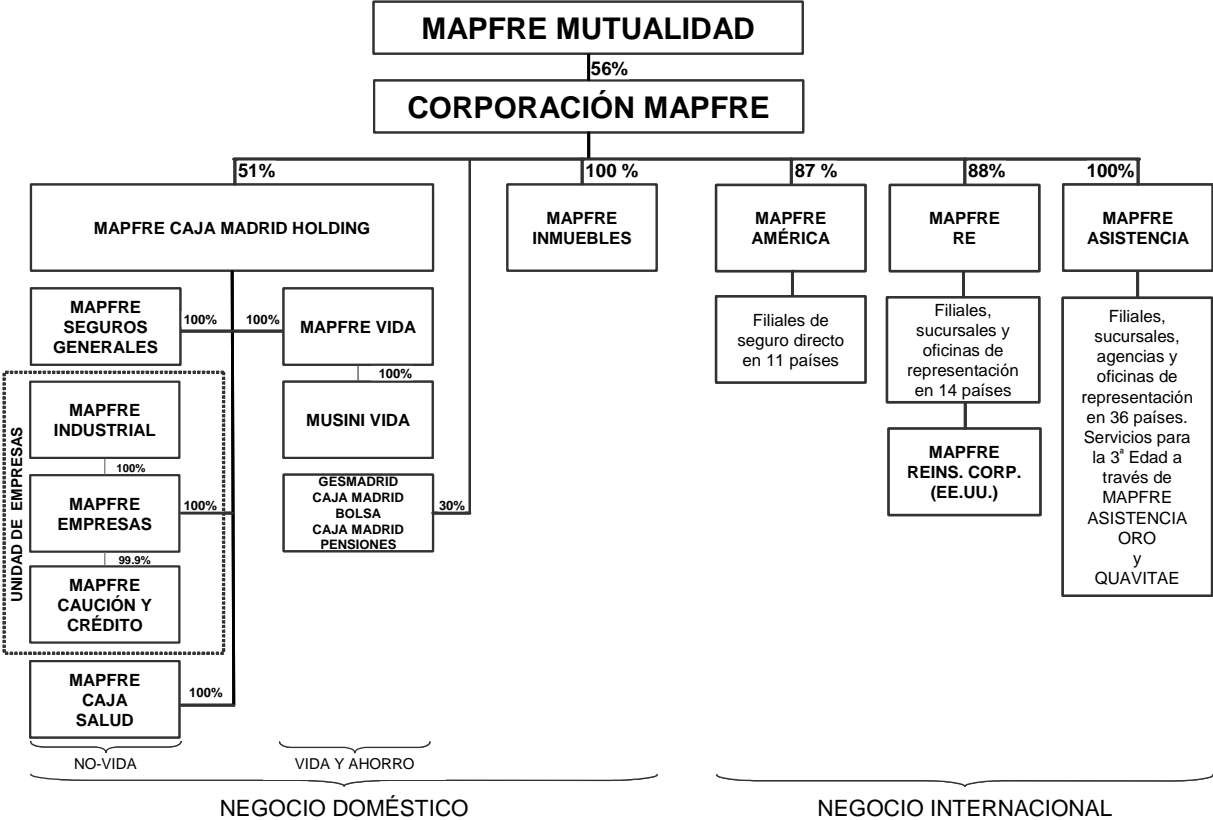 MAPFRE MUTUALIDAD
56%
CORPORACIÓN MAPFRE
51%
100 %
87 %
88%
100%
MAPFRE CAJA MADRID HOLDING
MAPFRE
INMUEBLES
MAPFRE
AMÉRICA
MAPFRE
RE
MAPFRE
ASISTENCIA
MAPFRE
SEGUROS
GENERALES
100%
100%
MAPFRE VIDA
100%
MUSINI VIDA
GESMADRID
CAJA MADRID
BOLSA
CAJA MADRID
PENSIONES
30%
UNIDAD DE EMPRESAS
MAPFRE
INDUSTRIAL
100%
MAPFRE
EMPRESAS
100%
99.9%
MAPFRE
CAUCIÓN Y
CRÉDITO
MAPFRE
CAJA
SALUD
100%
Filiales de
seguro directo
en 11 países
Filiales,
sucursales y
oficinas de
representación
en 14 países
MAPFRE
REINS. CORP.
(EE.UU.)
Filiales,
sucursales,
agencias y
oficinas de
representación
en 36 países.
Servicios para
la 3ª Edad a
través de
MAPFRE
ASISTENCIA
ORO
y
QUAVITAE
NO-VIDA
VIDA Y AHORRO
NEGOCIO DOMÉSTICO
NEGOCIO INTERNACIONAL